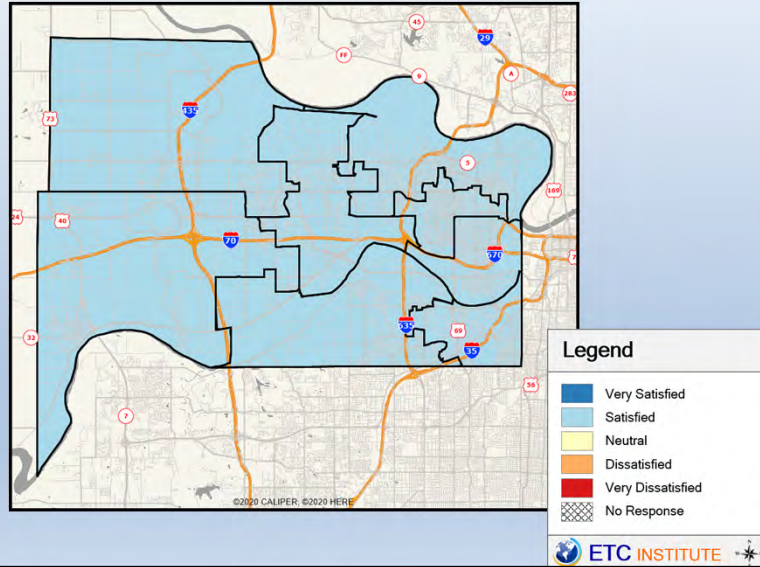 45
29
FF
9
A
283
435
73
5
169
24
40
70
670
7
32
635
69
35
56
7
©2020 CALIPER; ©2020 HERE
Legend
Very Satisfied
Satisfied
Neutral
Dissatisfied
Very Dissatisfied
No Response
ETC INSTITUTE